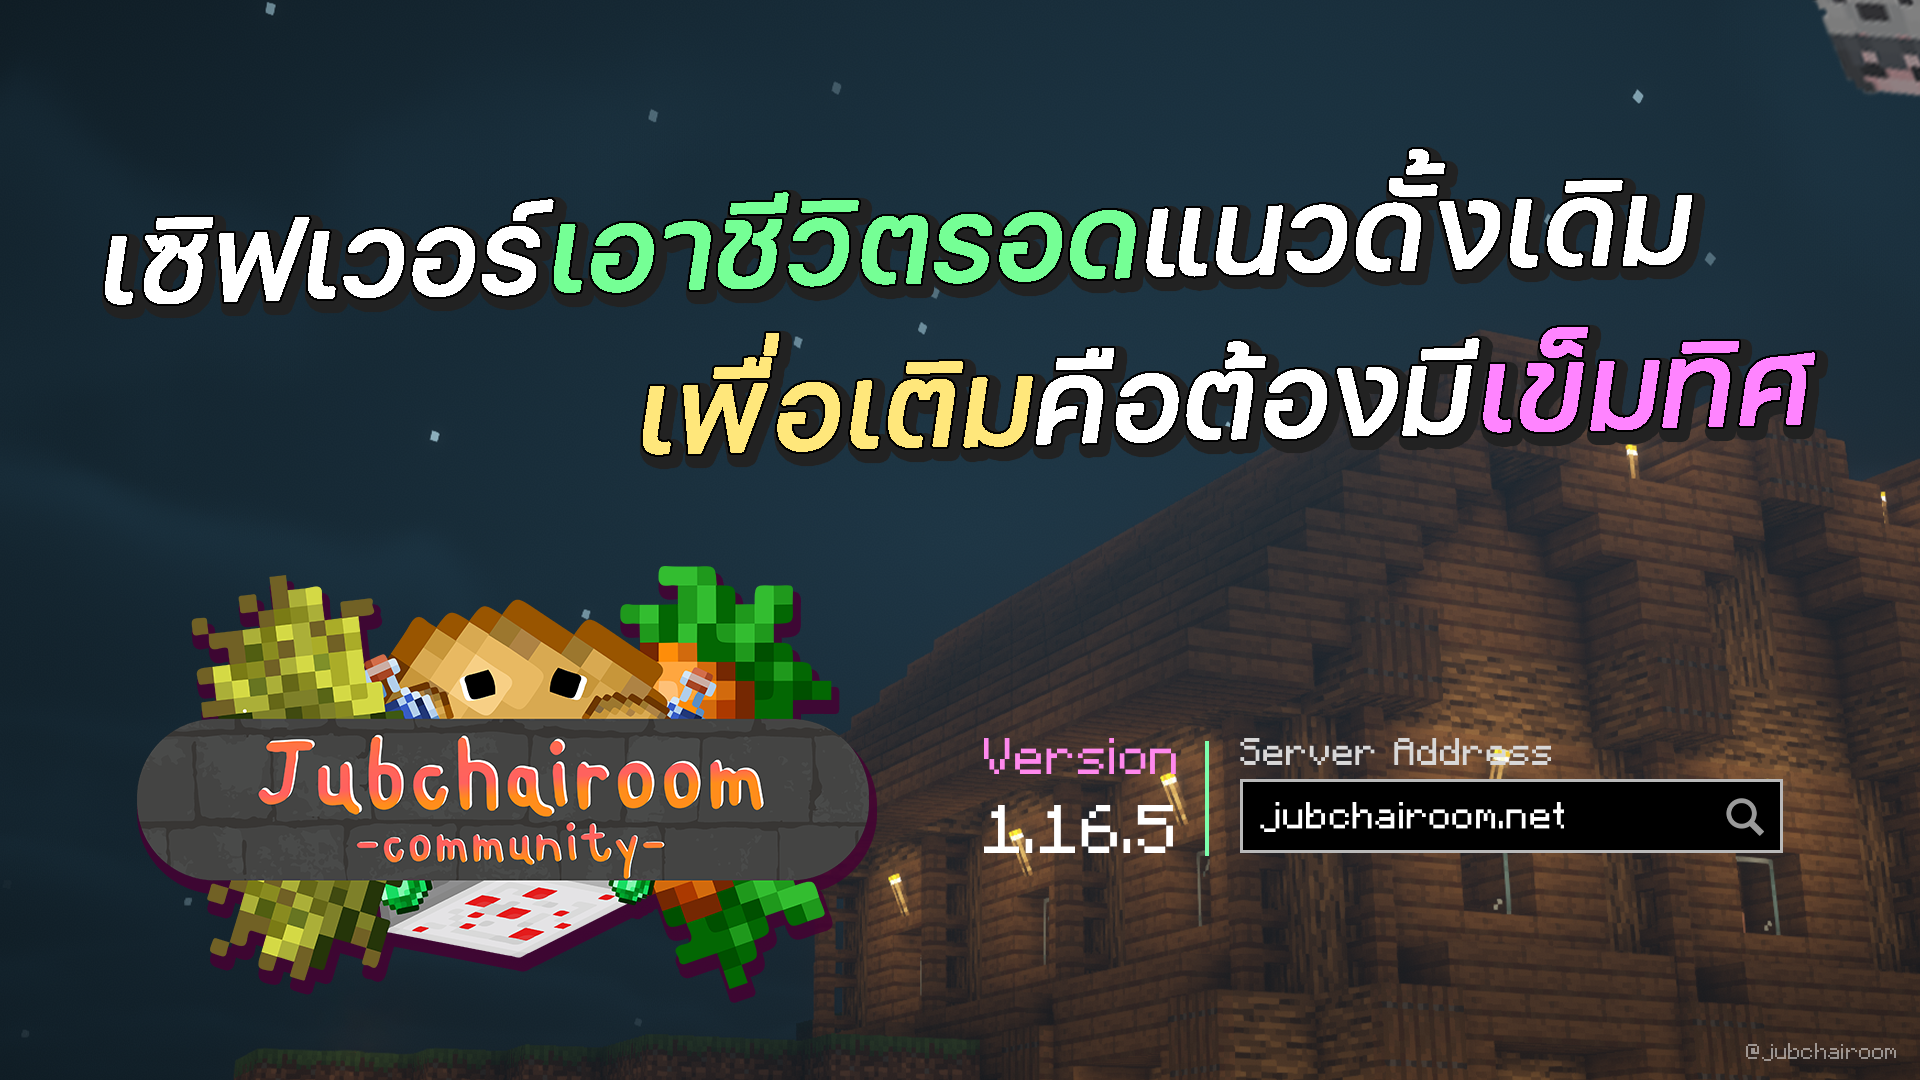 เซิฟเวอร์เอาชีวิตรอดแนวดั้งเดิม
เพื่อเติมคือต้องมีเข็มทิศ
Jubchairoom
-community-
Version
1.16.5
Server Address
jubchairoom.net
@jubchairoom